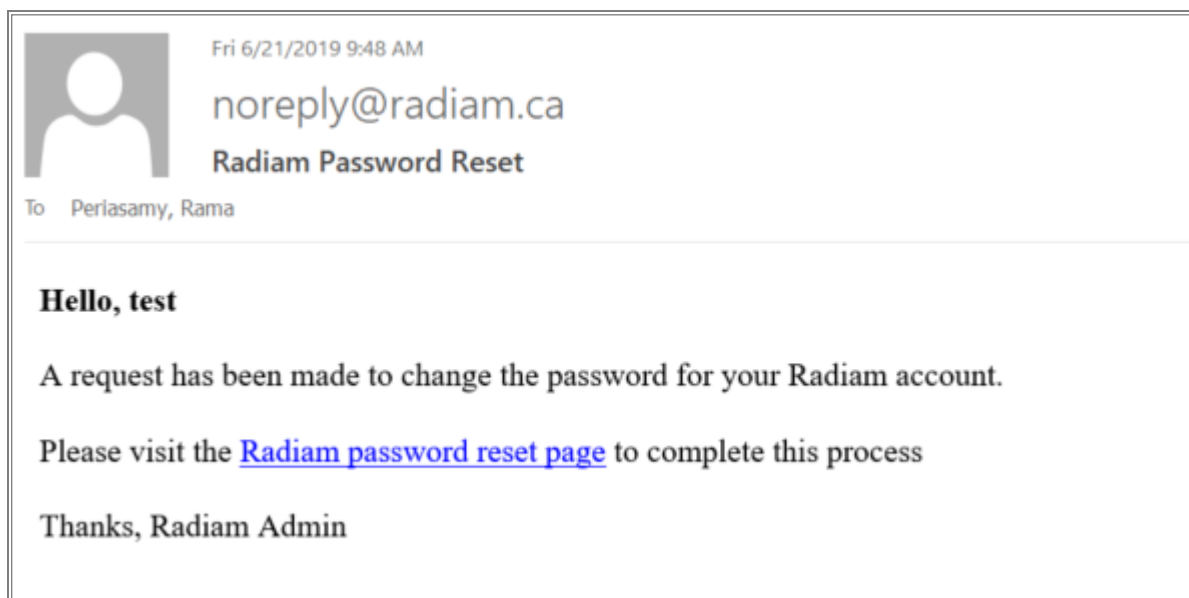 Fri 6/21/2019 9:48 AM
noreply@radiam.ca
Radiam Password Reset
To Periasamy, Rama
Hello, test
A request has been made to change the password for your Radiam account.
Please visit the Radiam password reset page to complete this process
Thanks, Radiam Admin